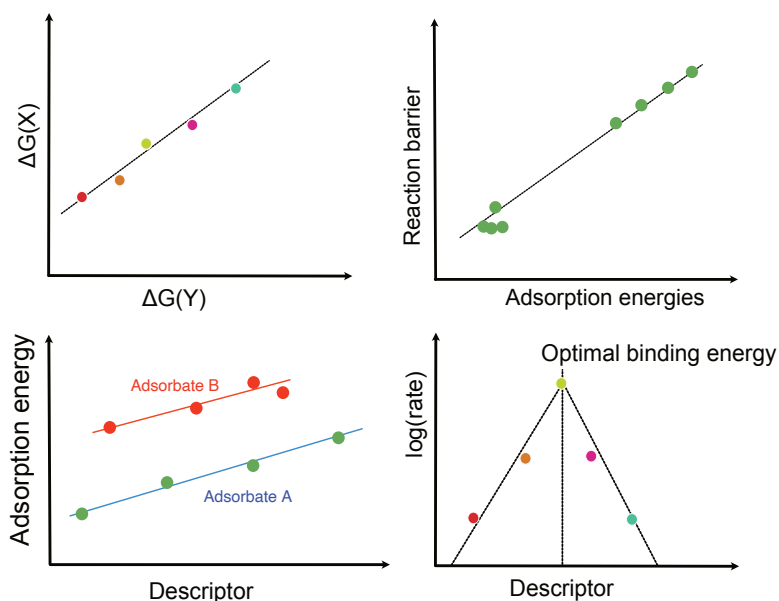 ΔG(X)
ΔG(Y)
Reaction barrier
Adsorption energies
Adsorption energy
Adsorbate B
Adsorbate A
Descriptor
Optimal binding energy
log(rate)
Descriptor